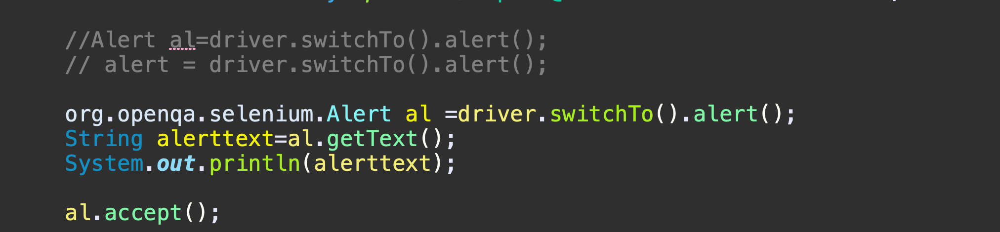 //Alert al=driver.switchTo().alert();
// alert = driver.switchTo().alert();
org.openqa.selenium.Alert al =driver.switchTo().alert();
String alerttext=al.getText();
System.out.println(alerttext);
al.accept();